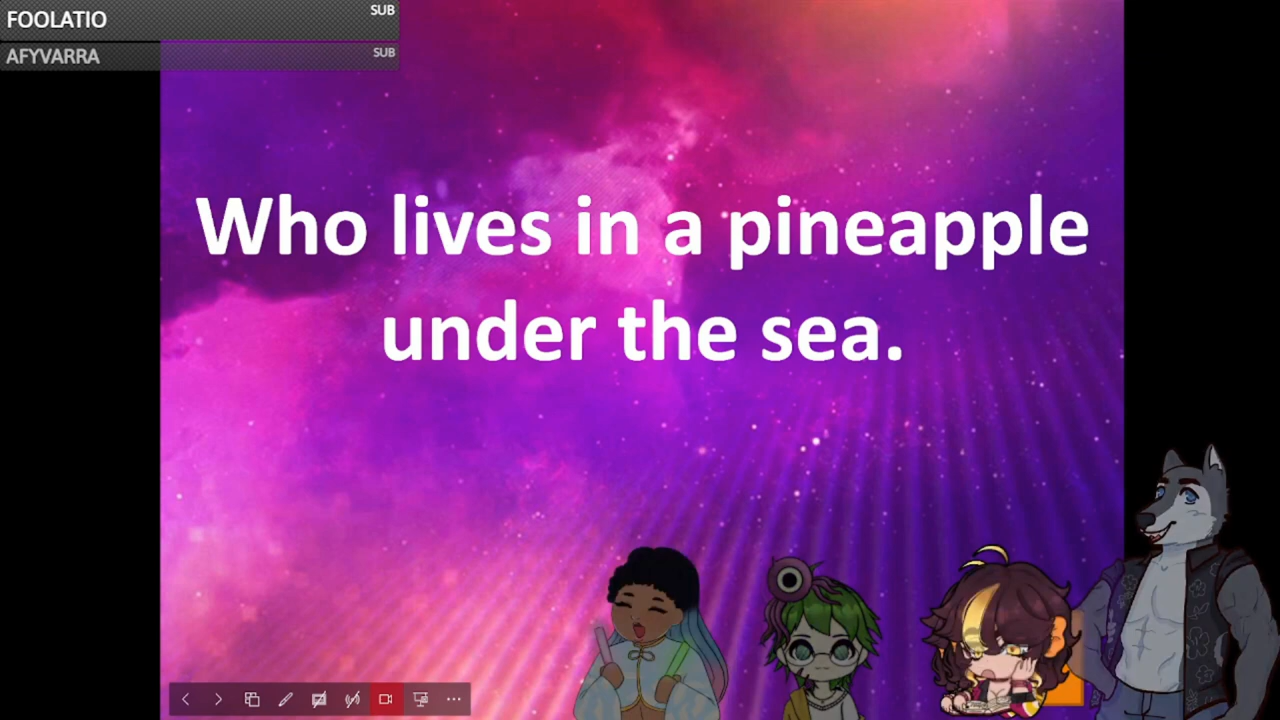 FOOLATIO SUB
AFYVARRA SUB
Who lives in a pineapple
under the sea.